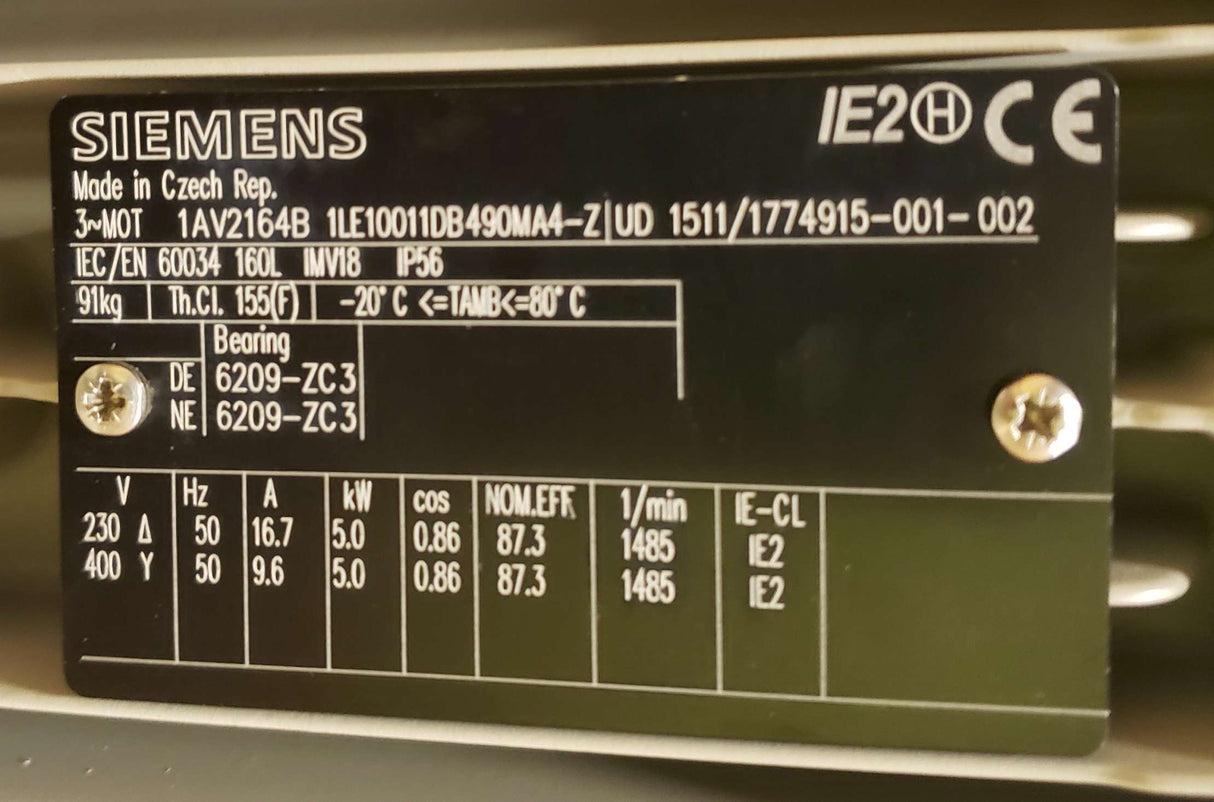 SIEMENS IE2 H CE
Made in Czech Rep.
3~MOT 1AV2164B 1LE10011DB490MA4-Z UD 1511/1774915-001-002
IEC/EN 60034 160L IMV18 IP56
91kg Th.Cl. 155(F) -20°C <=TAMB<=80°C
Bearing
DE 6209-ZC3
NE 6209-ZC3
V Hz A kW cos NOM.EFF 1/min IE-CL
230 Δ 50 16.7 5.0 0.86 87.3 1485 IE2
400 Y 50 9.6 5.0 0.86 87.3 1485 IE2